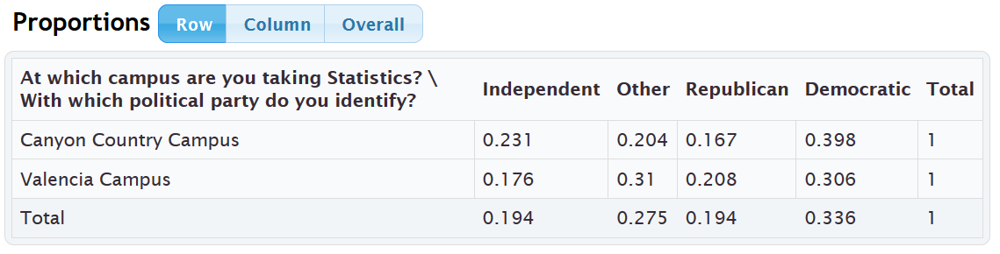 Proportions Row Column Overall
At which campus are you taking Statistics? \
With which political party do you identify? Independent Other Republican Democratic Total
Canyon Country Campus 0.231 0.204 0.167 0.398 1
Valencia Campus 0.176 0.31 0.208 0.306 1
Total 0.194 0.275 0.194 0.336 1